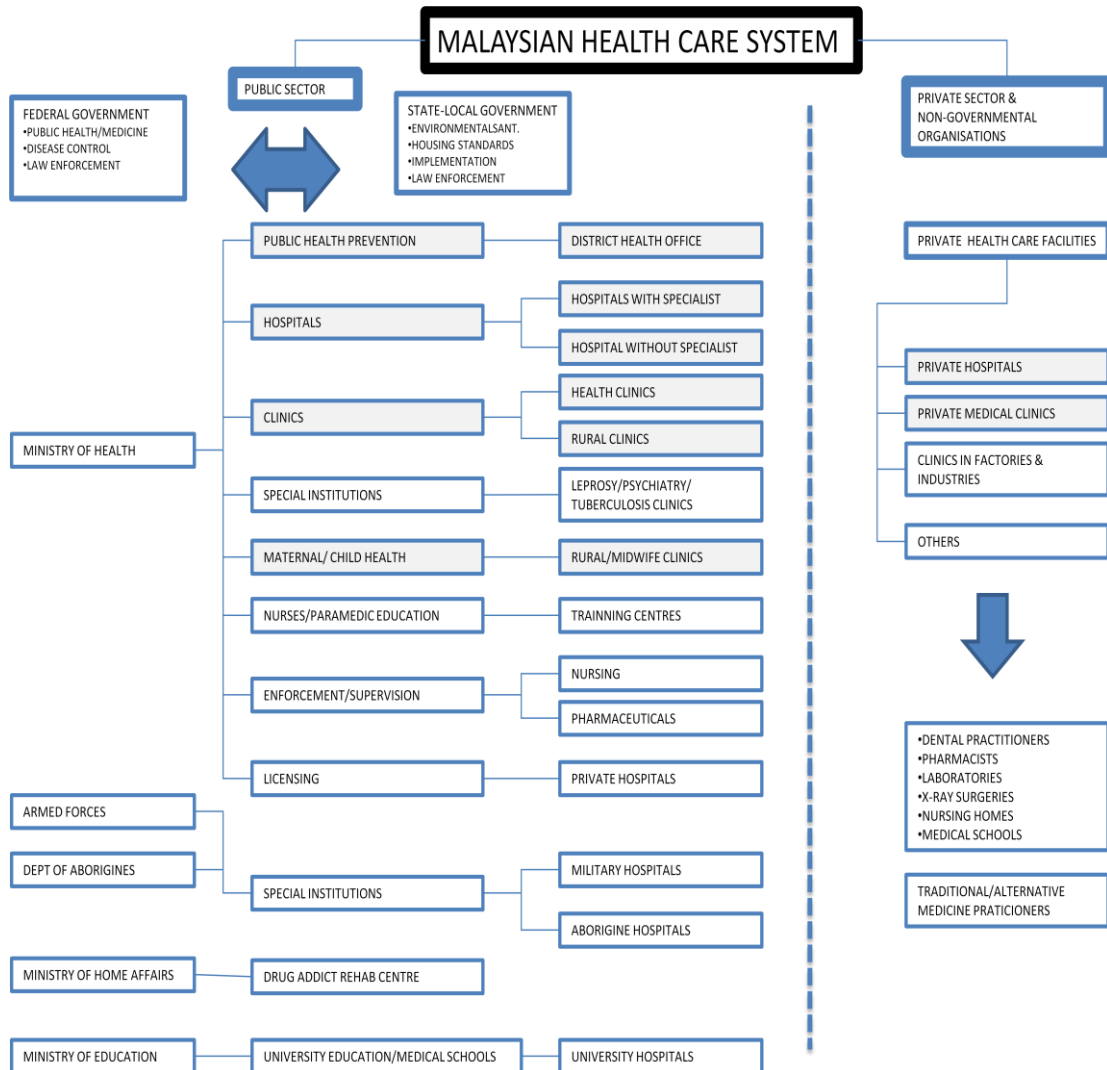 MALAYSIAN HEALTH CARE SYSTEM
PUBLIC SECTOR
FEDERAL GOVERNMENT
•PUBLIC HEALTH/MEDICINE
•DISEASE CONTROL
•LAW ENFORCEMENT
STATE-LOCAL GOVERNMENT
•ENVIRONMENTALSANT.
•HOUSING STANDARDS
•IMPLEMENTATION
•LAW ENFORCEMENT
MINISTRY OF HEALTH
PUBLIC HEALTH PREVENTION
DISTRICT HEALTH OFFICE
HOSPITALS
HOSPITALS WITH SPECIALIST
HOSPITAL WITHOUT SPECIALIST
CLINICS
HEALTH CLINICS
RURAL CLINICS
SPECIAL INSTITUTIONS
LEPROSY/PSYCHIATRY/
TUBERCULOSIS CLINICS
MATERNAL/ CHILD HEALTH
RURAL/MIDWIFE CLINICS
NURSES/PARAMEDIC EDUCATION
TRAINNING CENTRES
ENFORCEMENT/SUPERVISION
NURSING
PHARMACEUTICALS
LICENSING
PRIVATE HOSPITALS
ARMED FORCES
DEPT OF ABORIGINES
SPECIAL INSTITUTIONS
MILITARY HOSPITALS
ABORIGINE HOSPITALS
MINISTRY OF HOME AFFAIRS
DRUG ADDICT REHAB CENTRE
MINISTRY OF EDUCATION
UNIVERSITY EDUCATION/MEDICAL SCHOOLS
UNIVERSITY HOSPITALS
PRIVATE SECTOR &
NON-GOVERNMENTAL
ORGANISATIONS
PRIVATE HEALTH CARE FACILITIES
PRIVATE HOSPITALS
PRIVATE MEDICAL CLINICS
CLINICS IN FACTORIES &
INDUSTRIES
OTHERS
•DENTAL PRACTITIONERS
•PHARMACISTS
•LABORATORIES
•X-RAY SURGERIES
•NURSING HOMES
•MEDICAL SCHOOLS
TRADITIONAL/ALTERNATIVE
MEDICINE PRATICIONERS